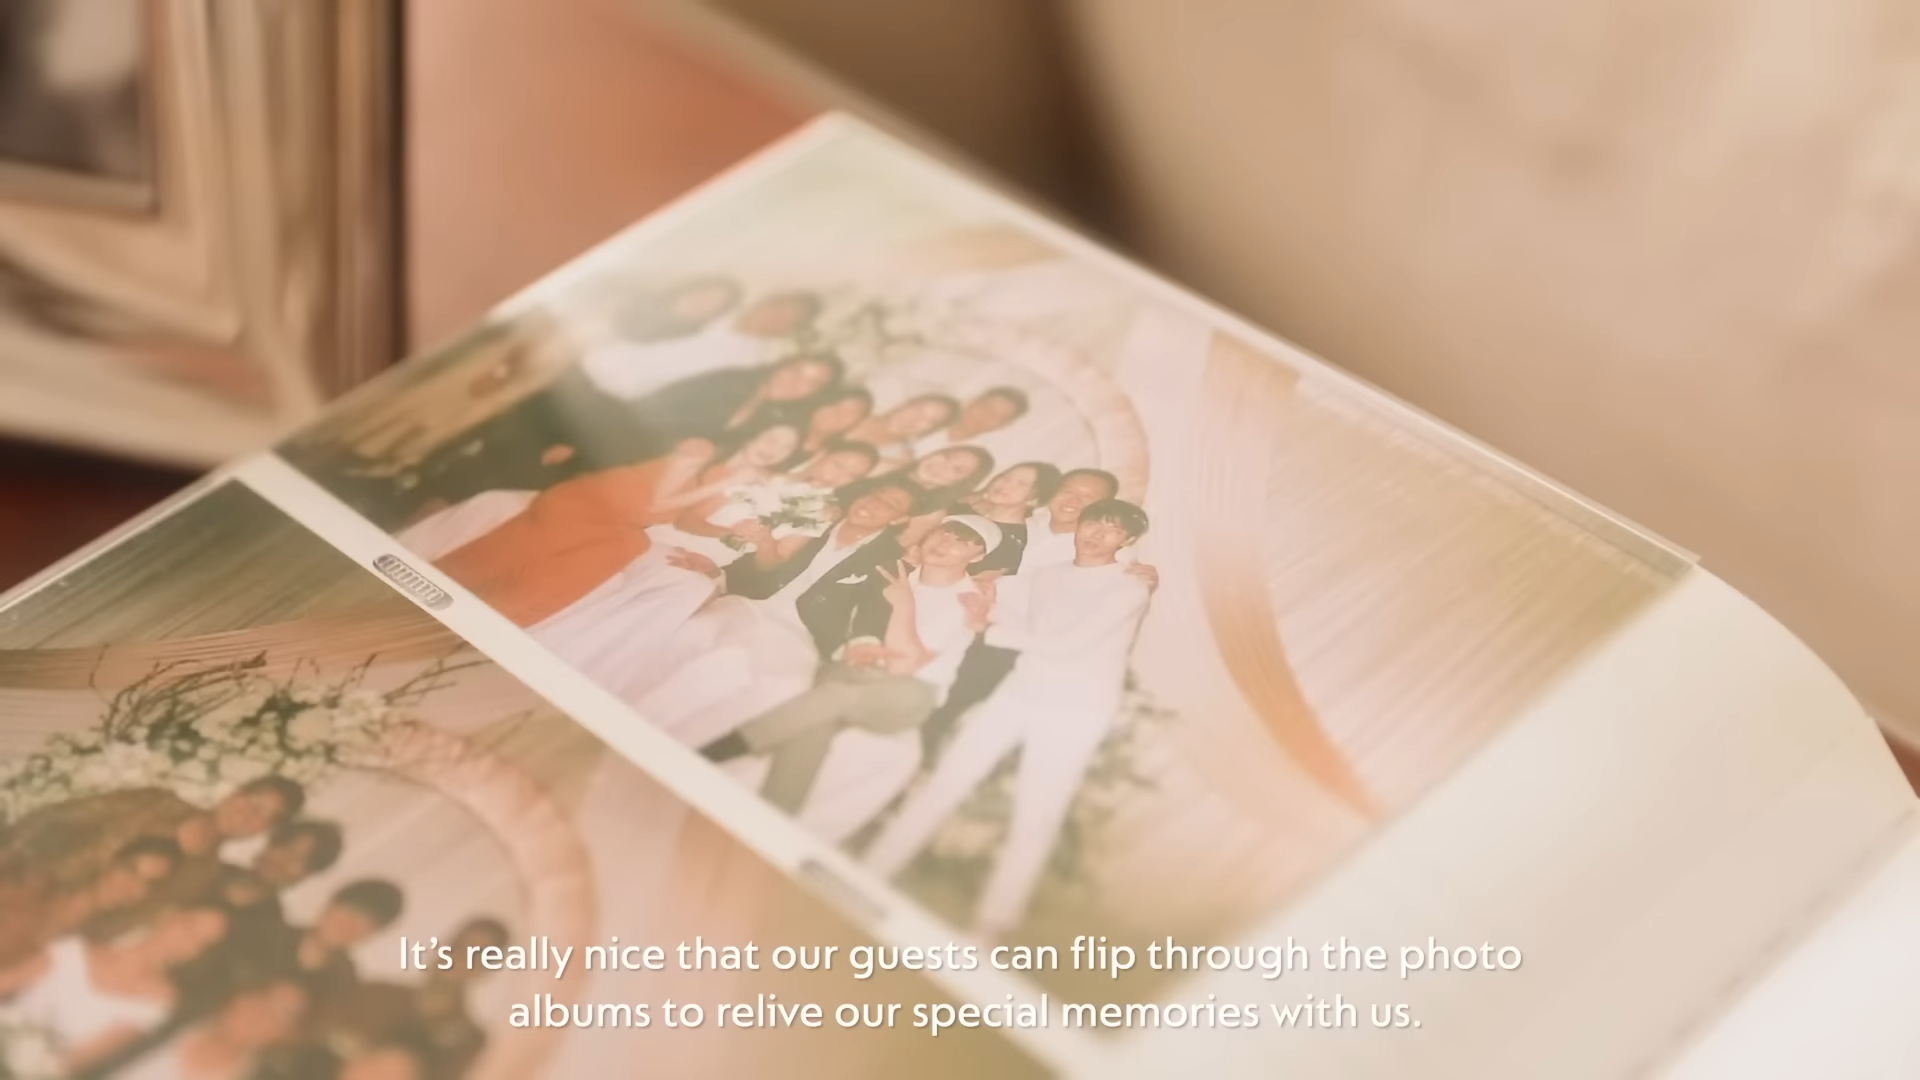 It’s really nice that our guests can flip through the photo
albums to relive our special memories with us.